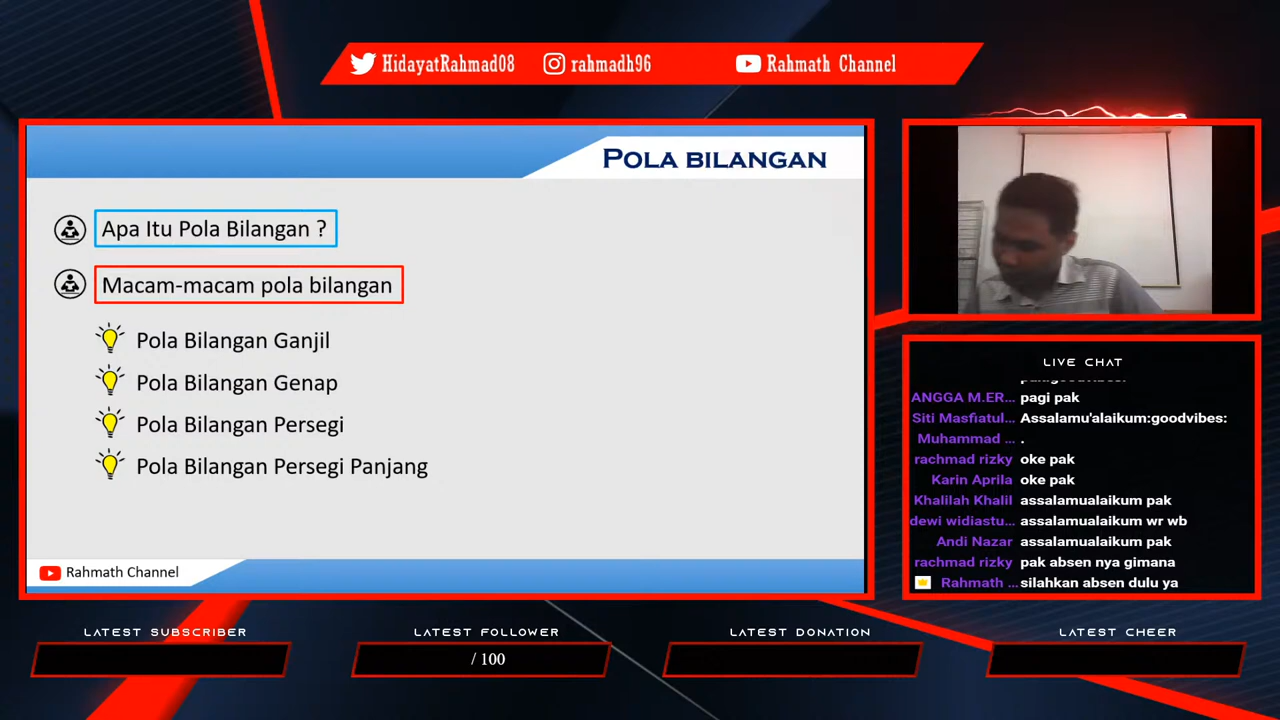 HidayatRahmad08 rahmadh96 Rahmath Channel
POLA BILANGAN
Apa Itu Pola Bilangan ?
Macam-macam pola bilangan
Pola Bilangan Ganjil
Pola Bilangan Genap
Pola Bilangan Persegi
Pola Bilangan Persegi Panjang
Rahmath Channel
LIVE CHAT
ANGGA M.ER... pagi pak
Siti Masfiatul... Assalamu'alaikum:goodvibes:
Muhammad ... .
rachmad rizky oke pak
Karin Aprila oke pak
Khalilah Khalil assalamualaikum pak
dewi widiastu... assalamualaikum wr wb
Andi Nazar assalamualaikum pak
rachmad rizky pak absen nya gimana
Rahmath ... silahkan absen dulu ya
LATEST SUBSCRIBER LATEST FOLLOWER LATEST DONATION LATEST CHEER
/ 100